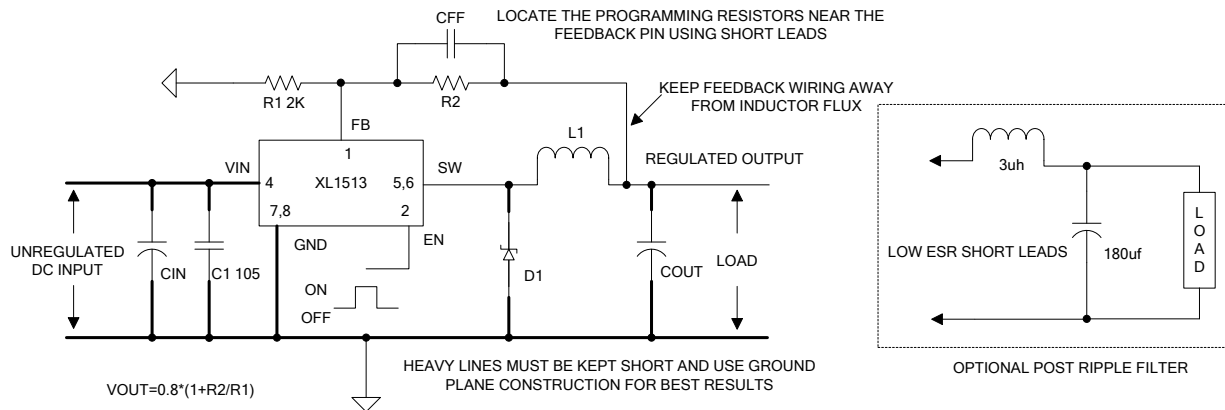 CFF
LOCATE THE PROGRAMMING RESISTORS NEAR THE
FEEDBACK PIN USING SHORT LEADS
R1 2K
R2
KEEP FEEDBACK WIRING AWAY
FROM INDUCTOR FLUX
FB
L1
1
VIN
SW
REGULATED OUTPUT
4
XL1513
5,6
7,8
2
GND
EN
UNREGULATED
DC INPUT
CIN
C1 105
ON
OFF
D1
COUT
LOAD
3uh
LOW ESR SHORT LEADS
180uf
L
O
A
D
HEAVY LINES MUST BE KEPT SHORT AND USE GROUND
PLANE CONSTRUCTION FOR BEST RESULTS
OPTIONAL POST RIPPLE FILTER
VOUT=0.8*(1+R2/R1)